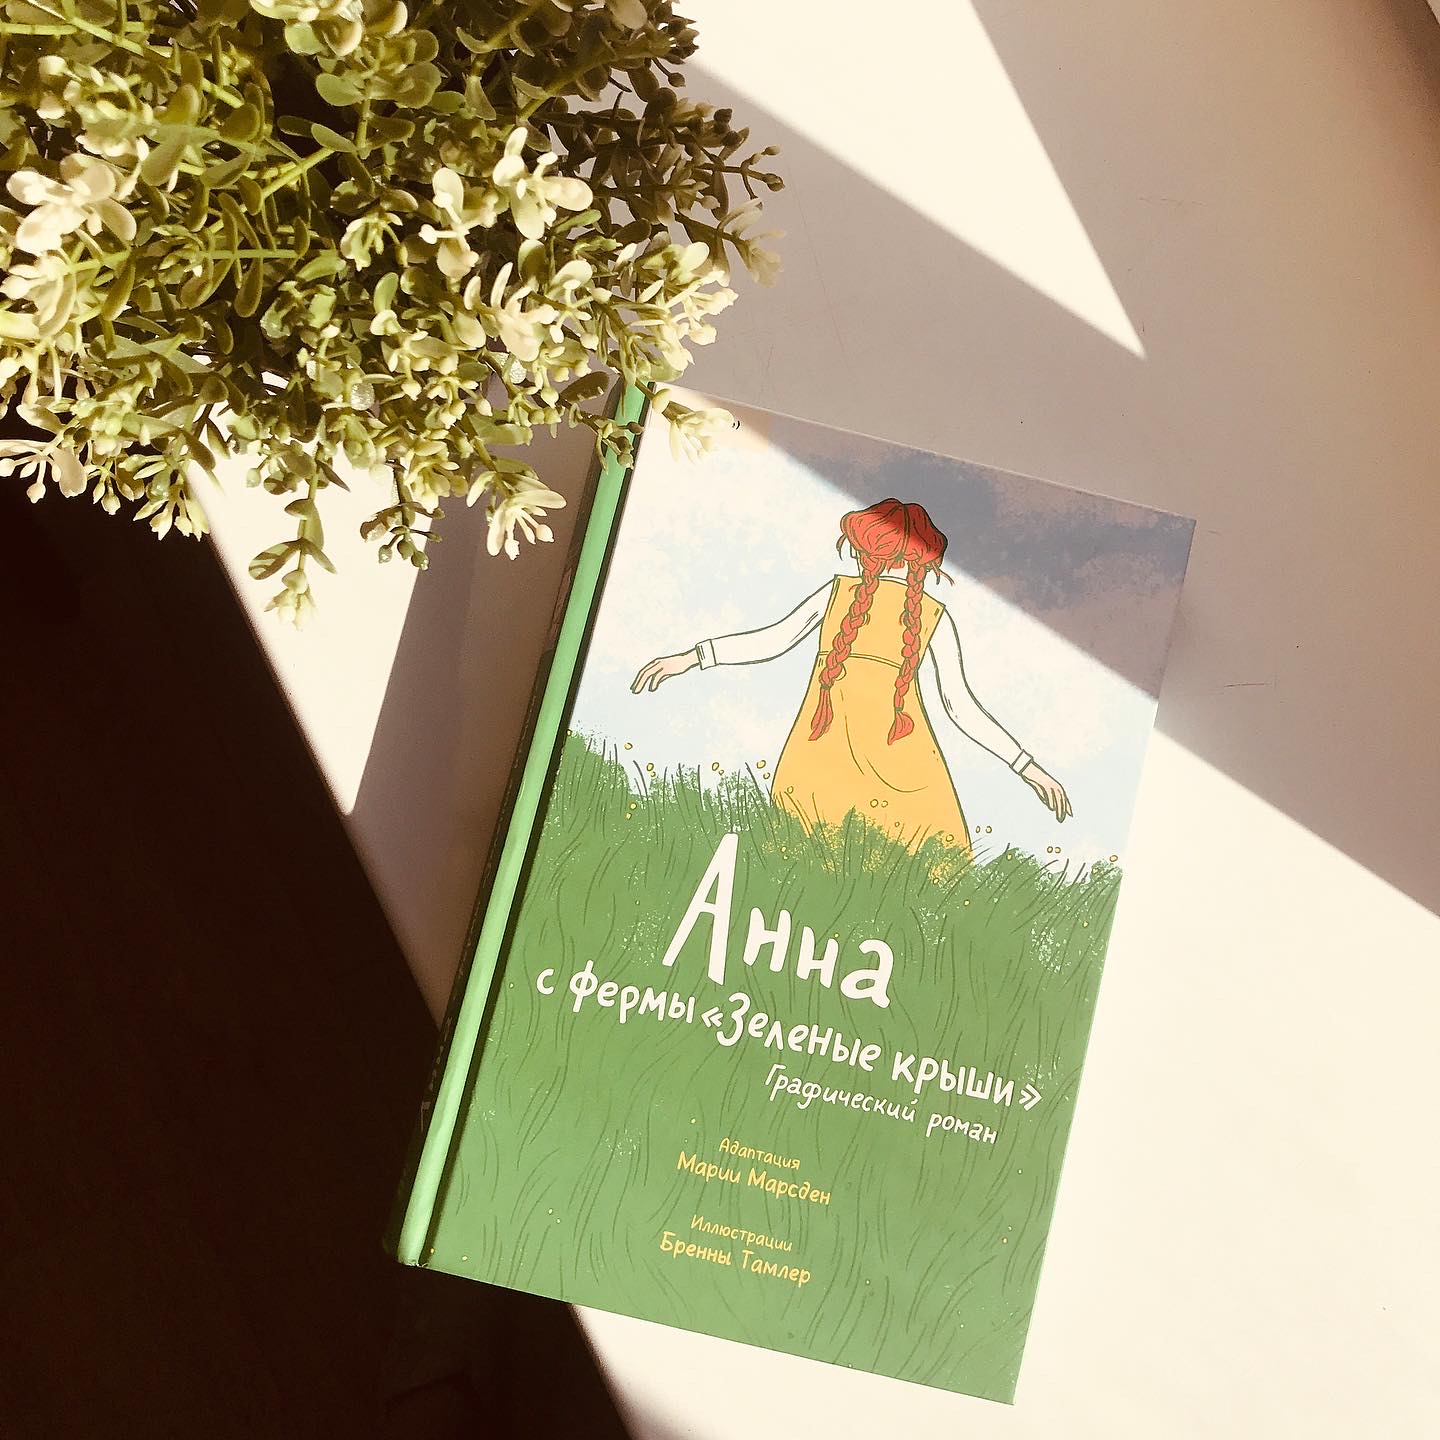 Анна
с фермы «Зеленые крыши»
Графический роман
Адаптация
Марии Марсден
Иллюстрации
Бренны Тамлер